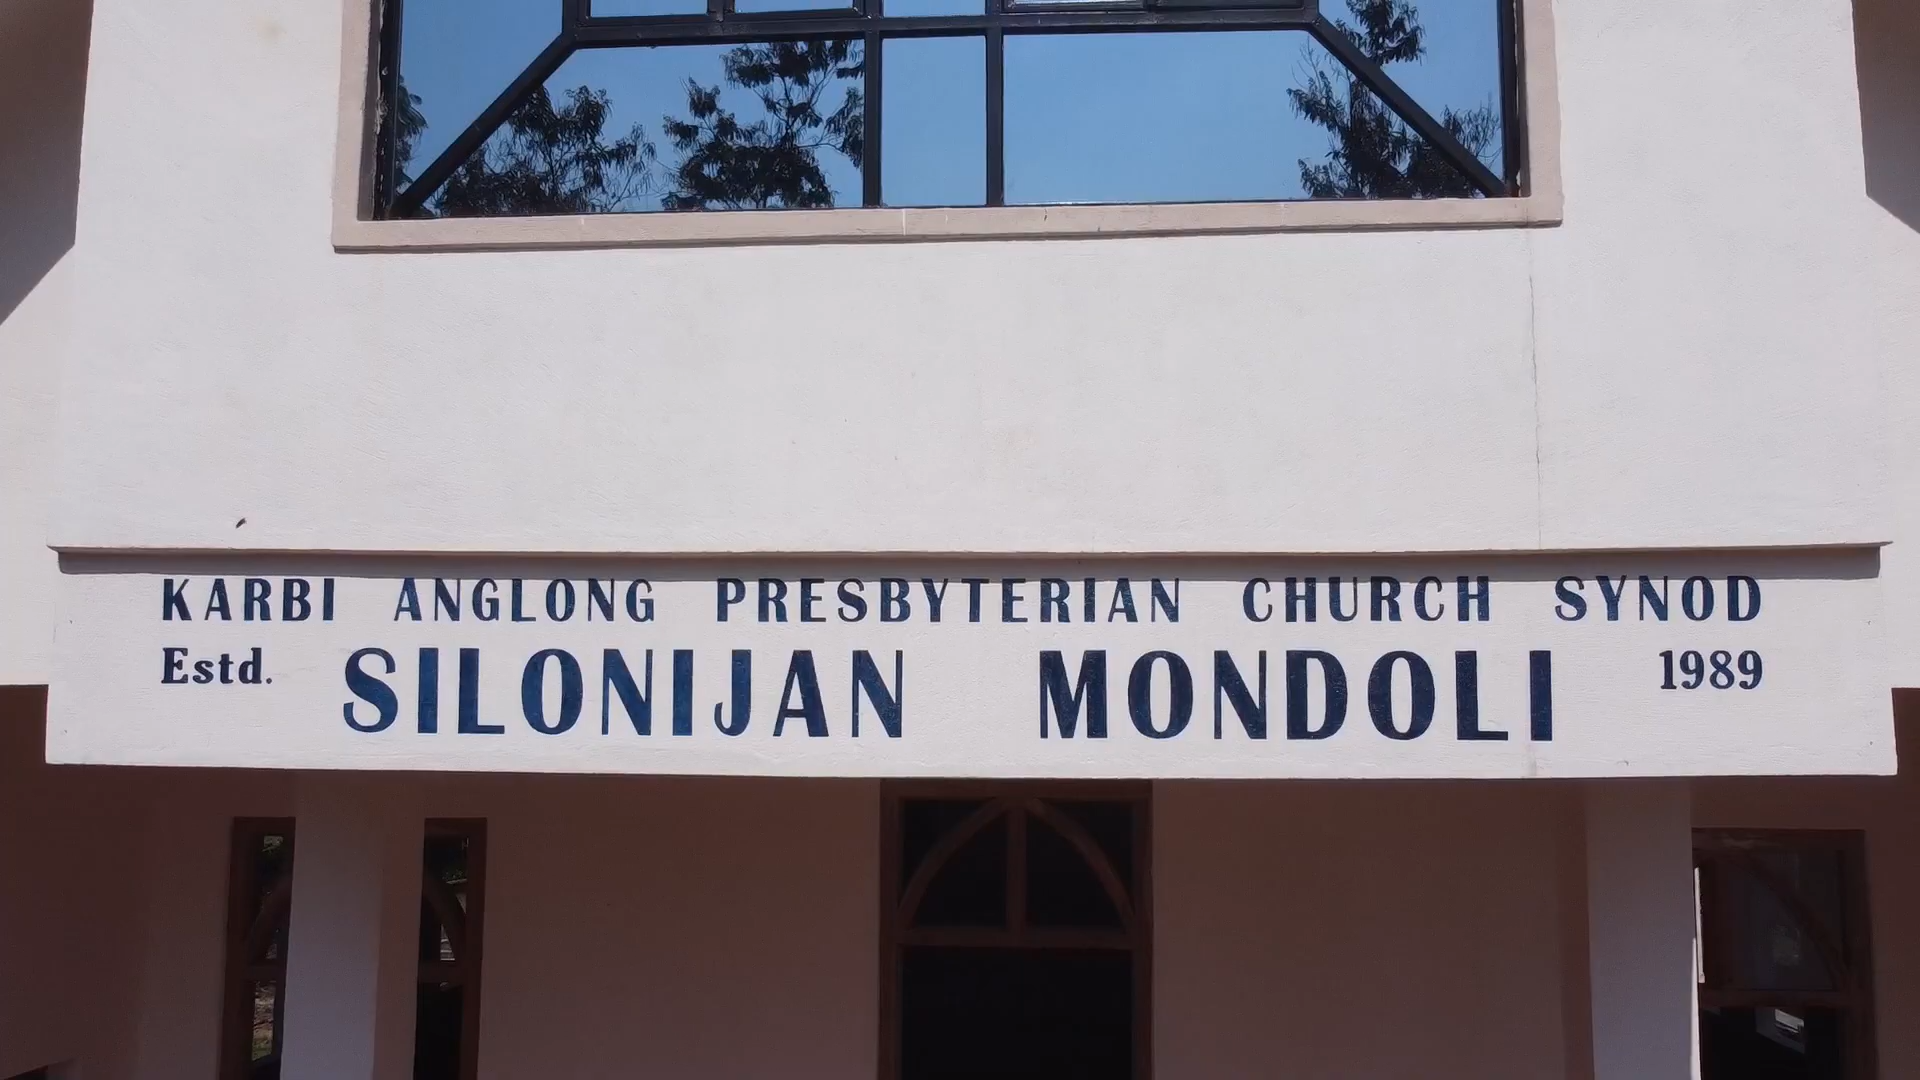 KARBI ANGLONG PRESBYTERIAN CHURCH SYNOD
Estd. SILONIJAN MONDOLI 1989